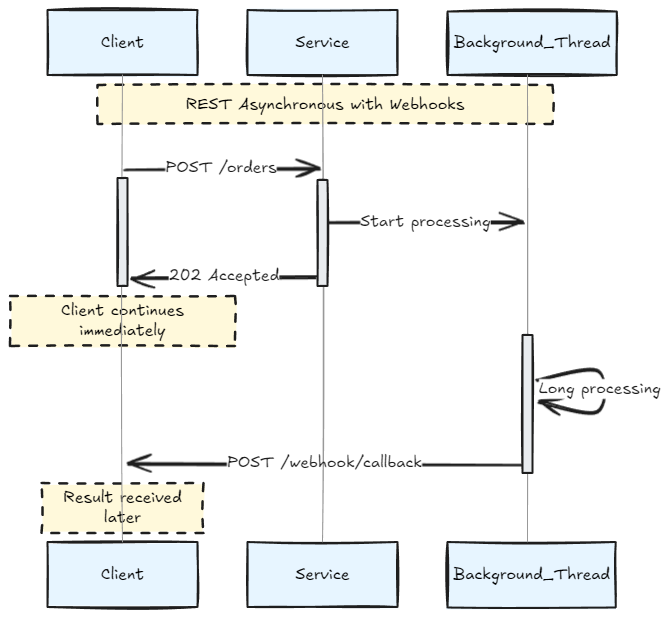 Client
Service
Background_Thread
REST Asynchronous with Webhooks
POST /orders
Start processing
202 Accepted
Client continues
immediately
Long processing
POST /webhook/callback
Result received
later
Client
Service
Background_Thread